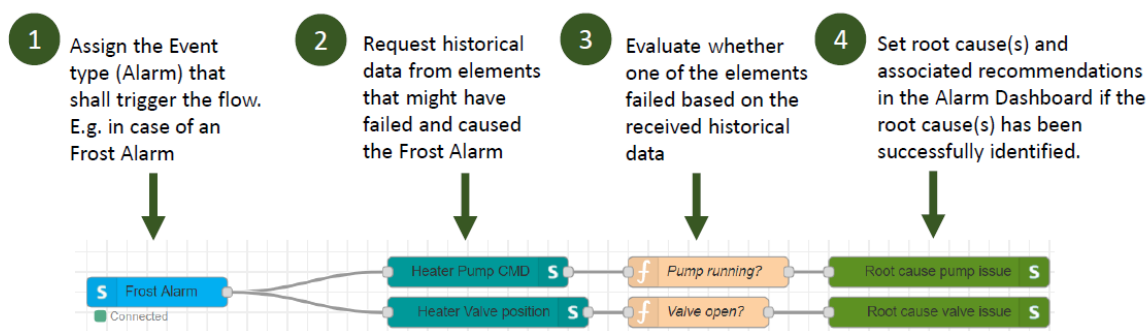 1
Assign the Event
type (Alarm) that
shall trigger the flow.
E.g. in case of an
Frost Alarm
2
Request historical
data from elements
that might have
failed and caused
the Frost Alarm
3
Evaluate whether
one of the elements
failed based on the
received historical
data
4
Set root cause(s) and
associated recommendations
in the Alarm Dashboard if the
root cause(s) has been
successfully identified.
S Frost Alarm
Connected
Heater Pump CMD S
Heater Valve position S
f Pump running?
f Valve open?
Root cause pump issue S
Root cause valve issue S